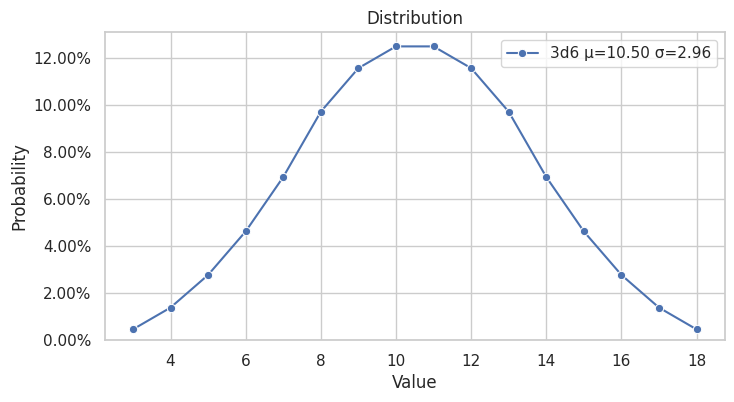 Distribution
3d6 μ=10.50 σ=2.96
12.00%
10.00%
8.00%
6.00%
4.00%
2.00%
0.00%
Probability
4 6 8 10 12 14 16 18
Value